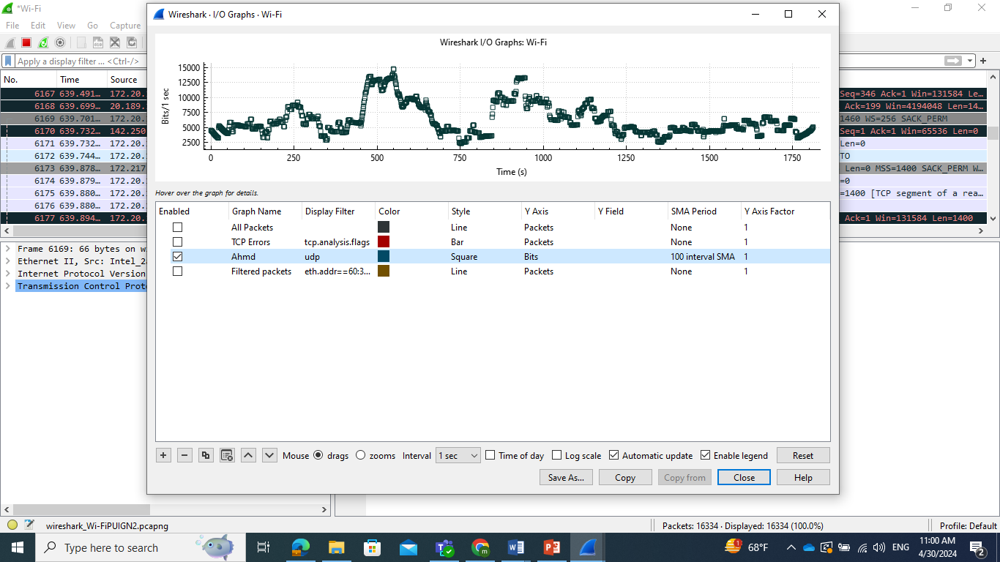 *Wi-Fi
Wireshark · I/O Graphs · Wi-Fi
File Edit View Go Capture
Apply a display filter ... <Ctrl-/>
No. Time Source
6167 639.491… 172.20.
6168 639.699… 20.189.
6169 639.701… 172.20.
6170 639.732… 142.250
6171 639.732… 172.20.
6172 639.744… 172.20.
6173 639.878… 172.217
6174 639.879… 172.20.
6175 639.880… 172.20.
6176 639.880… 172.20.
6177 639.894… 172.20.
Frame 6169: 66 bytes on w
Ethernet II, Src: Intel_2
Internet Protocol Version
Transmission Control Proto
Wireshark I/O Graphs: Wi-Fi
Bits/1 sec
15000
12500
10000
7500
5000
2500
0 250 500 750 1000 1250 1500 1750
Time (s)
Hover over the graph for details.
Enabled Graph Name Display Filter Color Style Y Axis Y Field SMA Period Y Axis Factor
All Packets Line Packets None 1
TCP Errors tcp.analysis.flags Bar Packets None 1
Ahmd udp Square Bits 100 interval SMA 1
Filtered packets eth.addr==60:3... Line Packets None 1
Mouse drags zooms Interval 1 sec Time of day Log scale Automatic update Enable legend Reset
Save As... Copy Copy from Close Help
Seq=346 Ack=1 Win=131584 Le…
Ack=199 Win=4194048 Len=14…
1460 WS=256 SACK_PERM
Seq=1 Ack=1 Win=65536 Len=0
Len=0
TO
Len=0 MSS=1400 SACK_PERM W…
=0
=1400 [TCP segment of a rea…
Ack=1 Win=131584 Len=1400
wireshark_Wi-FiPUIGN2.pcapng
Packets: 16334 · Displayed: 16334 (100.0%)
Profile: Default
Type here to search
68°F
ENG
11:00 AM
4/30/2024
2